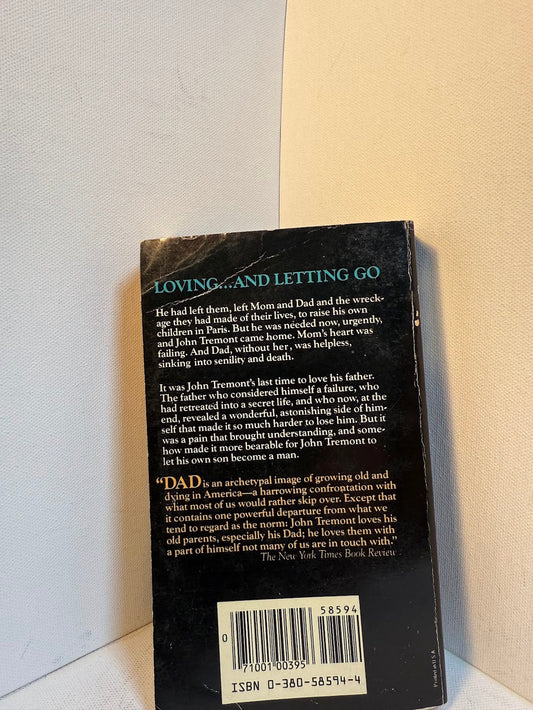 LOVING...AND LETTING GO
He had left them, left Mom and Dad and the wreck-
age they had made of their lives, to raise his own
children in Paris. But he was needed now, urgently,
and John Tremont came home. Mom's heart was
failing. And Dad, without her, was helpless,
sinking into senility and death.
It was John Tremont's last time to love his father.
The father who considered himself a failure, who
had retreated into a secret life, and who now, at the
end, revealed a wonderful, astonishing side of him-
self that made it so much harder to lose him. But it
was a pain that brought understanding, and some-
how made it more bearable for John Tremont to
let his own son become a man.
“DAD is an archetypal image of growing old and
dying in America—a harrowing confrontation with
what most of us would rather skip over. Except that
it contains one powerful departure from what we
tend to regard as the norm: John Tremont loves his
old parents, especially his Dad; he loves them with
a part of himself not many of us are in touch with.”
The New York Times Book Review
58594
0
71001 00395
ISBN 0-380-58594-4
Printed in U.S.A.